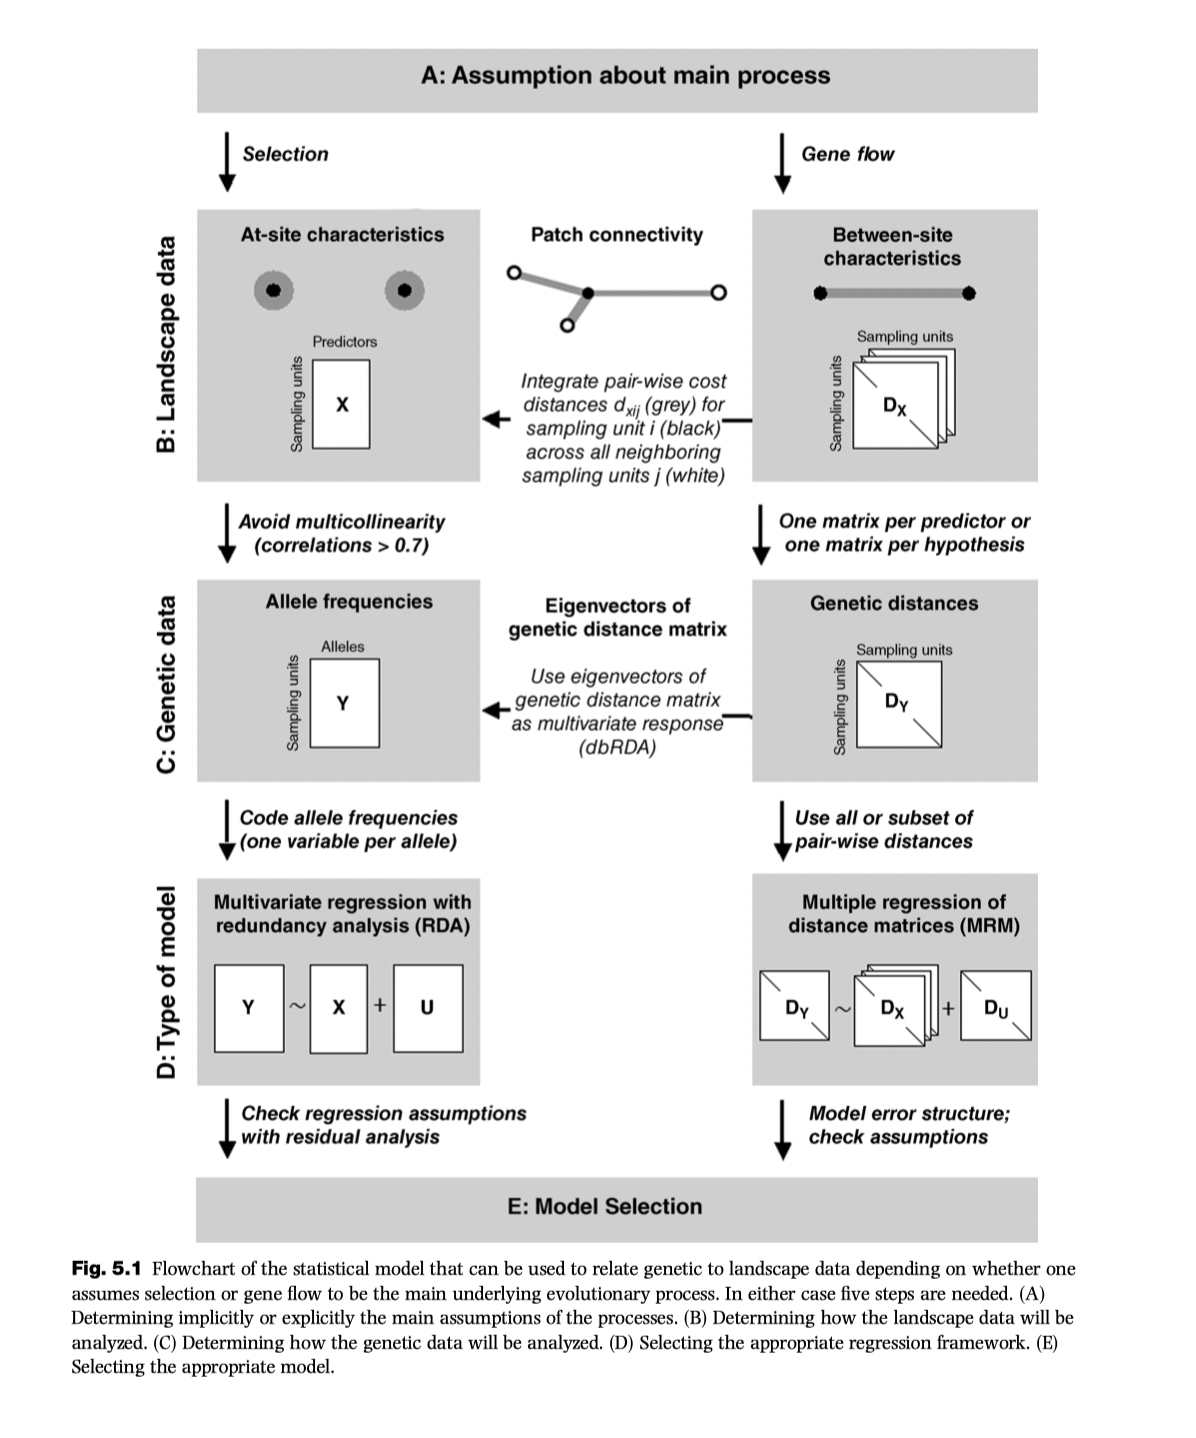 A: Assumption about main process
Selection
Gene flow
B: Landscape data
At-site characteristics
Predictors
Sampling units
X
Patch connectivity
Integrate pair-wise cost
distances dxij (grey) for
sampling unit i (black)
across all neighboring
sampling units j (white)
Between-site
characteristics
Sampling units
Sampling units
DX
Avoid multicollinearity
(correlations > 0.7)
One matrix per predictor or
one matrix per hypothesis
C: Genetic data
Allele frequencies
Alleles
Sampling units
Y
Eigenvectors of
genetic distance matrix
Use eigenvectors of
genetic distance matrix
as multivariate response
(dbRDA)
Genetic distances
Sampling units
Sampling units
DY
Code allele frequencies
(one variable per allele)
Use all or subset of
pair-wise distances
D: Type of model
Multivariate regression with
redundancy analysis (RDA)
Y ~ X + U
Multiple regression of
distance matrices (MRM)
DY ~ DX + DU
Check regression assumptions
with residual analysis
Model error structure;
check assumptions
E: Model Selection
Fig. 5.1 Flowchart of the statistical model that can be used to relate genetic to landscape data depending on whether one
assumes selection or gene flow to be the main underlying evolutionary process. In either case five steps are needed. (A)
Determining implicitly or explicitly the main assumptions of the processes. (B) Determining how the landscape data will be
analyzed. (C) Determining how the genetic data will be analyzed. (D) Selecting the appropriate regression framework. (E)
Selecting the appropriate model.